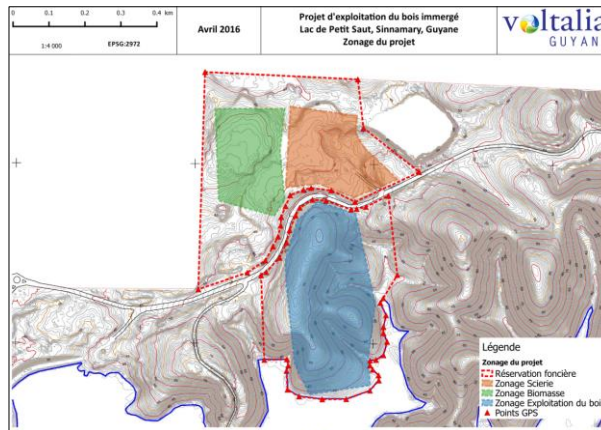 0 0.1 0.2 0.3 0.4 km
1:4 000 EPSG:2972
Avril 2016
Projet d'exploitation du bois immergé
Lac de Petit Saut, Sinnamary, Guyane
Zonage du projet
voltalia
GUYANE
Légende
Zonage du projet
Réservation foncière
Zonage Scierie
Zonage Biomasse
Zonage Exploitation du boi
Points GPS